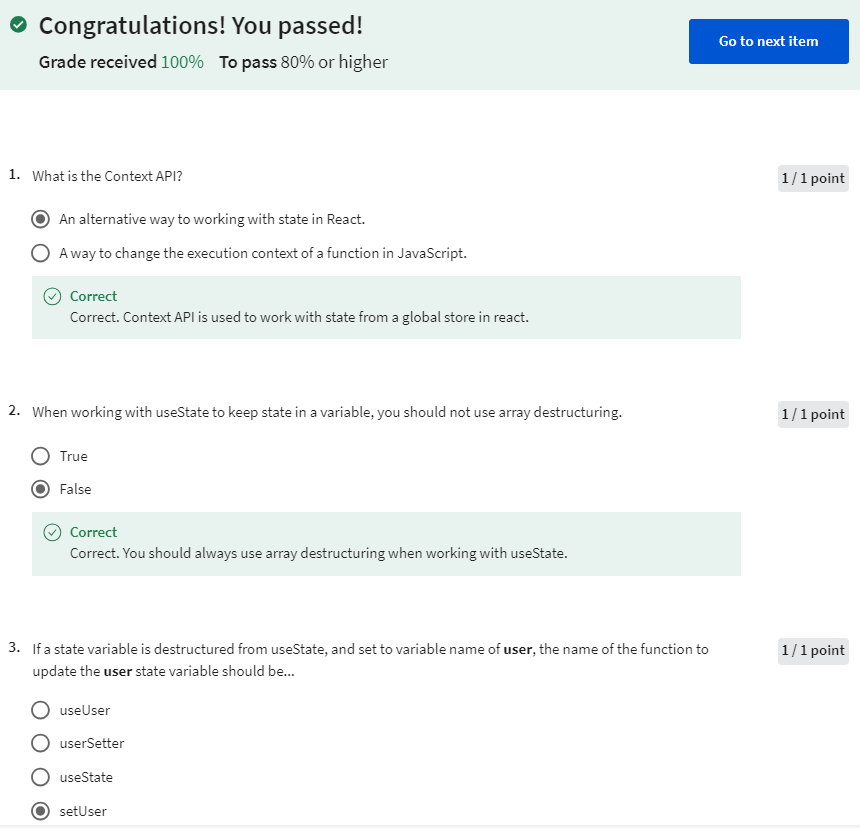 Congratulations! You passed!
Grade received 100% To pass 80% or higher
Go to next item
1. What is the Context API?
1 / 1 point
An alternative way to working with state in React.
A way to change the execution context of a function in JavaScript.
Correct
Correct. Context API is used to work with state from a global store in react.
2. When working with useState to keep state in a variable, you should not use array destructuring.
1 / 1 point
True
False
Correct
Correct. You should always use array destructuring when working with useState.
3. If a state variable is destructured from useState, and set to variable name of user, the name of the function to
update the user state variable should be...
1 / 1 point
useUser
userSetter
useState
setUser